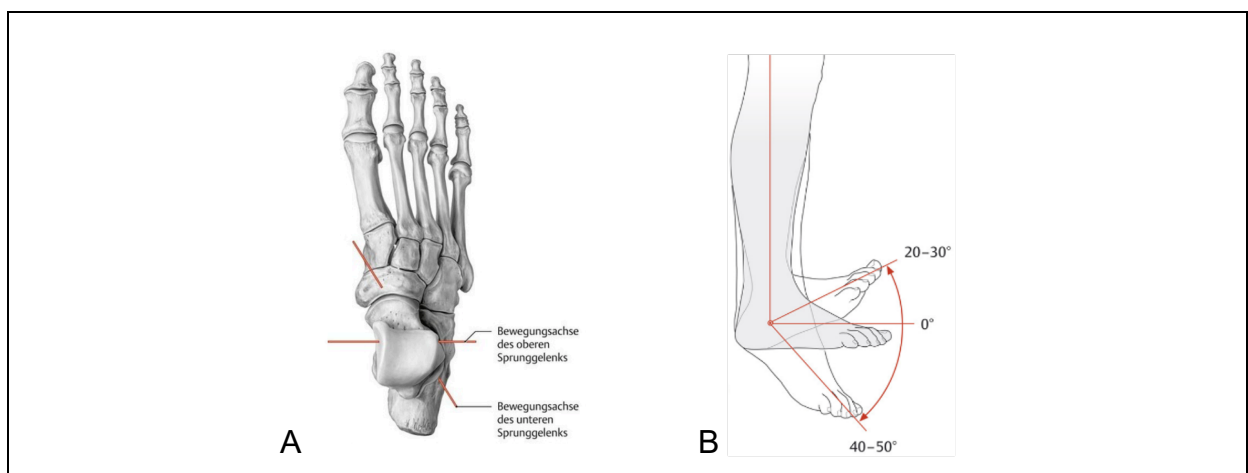 Bewegungsachse
des oberen
Sprunggelenks
Bewegungsachse
des unteren
Sprunggelenks
A
20–30°
0°
40–50°
B